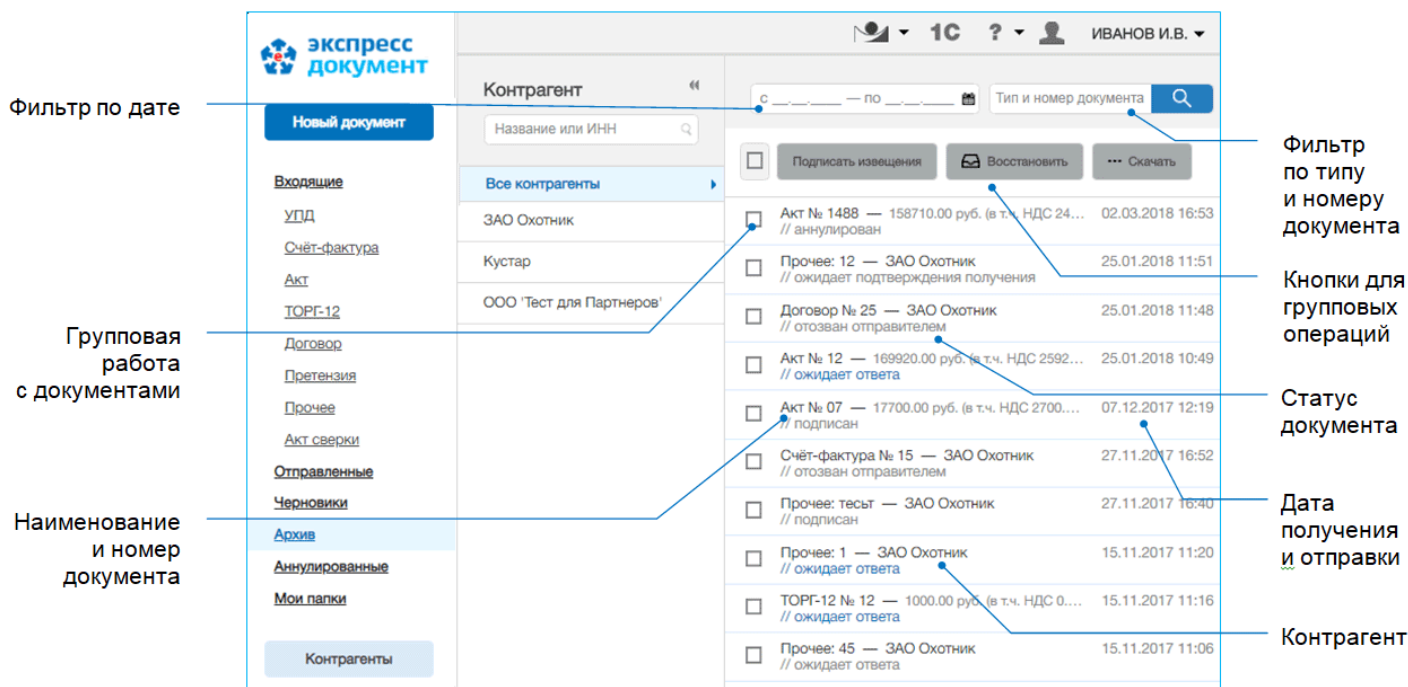 экспресс
документ
ИВАНОВ И.В.
1С
?
Фильтр по дате
Новый документ
Контрагент
Название или ИНН
с __.__.____ — по __.__.____
Тип и номер документа
Подписать извещения
Восстановить
Скачать
Входящие
УПД
Счёт-фактура
Акт
ТОРГ-12
Договор
Претензия
Прочее
Акт сверки
Отправленные
Черновики
Архив
Аннулированные
Мои папки
Контрагенты
Все контрагенты
ЗАО Охотник
Кустар
ООО 'Тест для Партнеров'
Акт № 1488 — 158710.00 руб. (в т.ч. НДС 24... 02.03.2018 16:53
// аннулирован
Прочее: 12 — ЗАО Охотник 25.01.2018 11:51
// ожидает подтверждения получения
Договор № 25 — ЗАО Охотник 25.01.2018 11:48
// отозван отправителем
Акт № 12 — 169920.00 руб. (в т.ч. НДС 2592... 25.01.2018 10:49
// ожидает ответа
Акт № 07 — 17700.00 руб. (в т.ч. НДС 2700.... 07.12.2017 12:19
// подписан
Счёт-фактура № 15 — ЗАО Охотник 27.11.2017 16:52
// отозван отправителем
Прочее: тесьт — ЗАО Охотник 27.11.2017 16:40
// подписан
Прочее: 1 — ЗАО Охотник 15.11.2017 11:20
// ожидает ответа
ТОРГ-12 № 12 — 1000.00 руб. (в т.ч. НДС 0.... 15.11.2017 11:16
// ожидает ответа
Прочее: 45 — ЗАО Охотник 15.11.2017 11:06
// ожидает ответа
Групповая
работа
с документами
Наименование
и номер
документа
Фильтр
по типу
и номеру
документа
Кнопки для
групповых
операций
Статус
документа
Дата
получения
и отправки
Контрагент